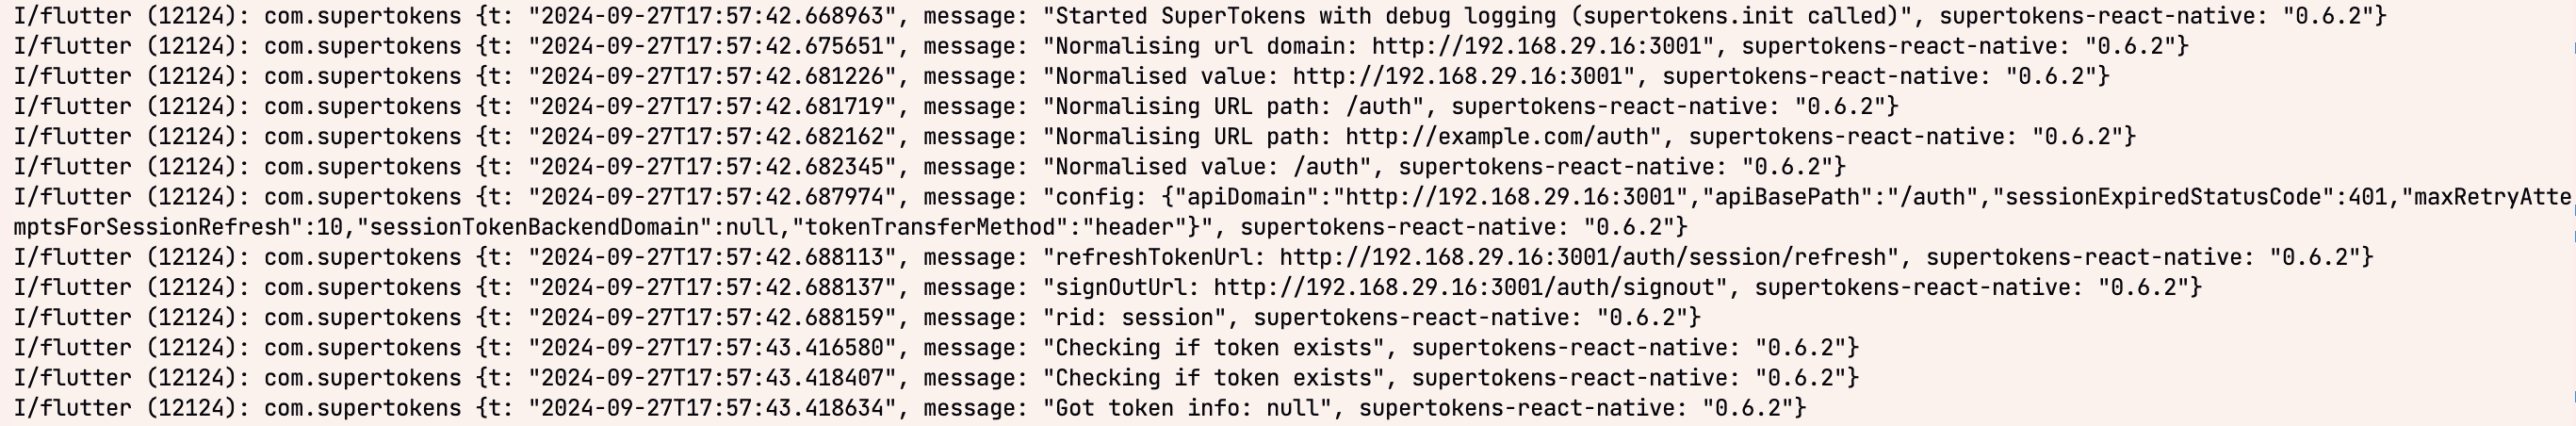 I/flutter (12124): com.supertokens {t: "2024-09-27T17:57:42.668963", message: "Started SuperTokens with debug logging (supertokens.init called)", supertokens-react-native: "0.6.2"}
I/flutter (12124): com.supertokens {t: "2024-09-27T17:57:42.675651", message: "Normalising url domain: http://192.168.29.16:3001", supertokens-react-native: "0.6.2"}
I/flutter (12124): com.supertokens {t: "2024-09-27T17:57:42.681226", message: "Normalised value: http://192.168.29.16:3001", supertokens-react-native: "0.6.2"}
I/flutter (12124): com.supertokens {t: "2024-09-27T17:57:42.681719", message: "Normalising URL path: /auth", supertokens-react-native: "0.6.2"}
I/flutter (12124): com.supertokens {t: "2024-09-27T17:57:42.682162", message: "Normalising URL path: http://example.com/auth", supertokens-react-native: "0.6.2"}
I/flutter (12124): com.supertokens {t: "2024-09-27T17:57:42.682345", message: "Normalised value: /auth", supertokens-react-native: "0.6.2"}
I/flutter (12124): com.supertokens {t: "2024-09-27T17:57:42.687974", message: "config: {"apiDomain":"http://192.168.29.16:3001","apiBasePath":"/auth","sessionExpiredStatusCode":401,"maxRetryAtte
mptsForSessionRefresh":10,"sessionTokenBackendDomain":null,"tokenTransferMethod":"header"}", supertokens-react-native: "0.6.2"}
I/flutter (12124): com.supertokens {t: "2024-09-27T17:57:42.688113", message: "refreshTokenUrl: http://192.168.29.16:3001/auth/session/refresh", supertokens-react-native: "0.6.2"}
I/flutter (12124): com.supertokens {t: "2024-09-27T17:57:42.688137", message: "signOutUrl: http://192.168.29.16:3001/auth/signout", supertokens-react-native: "0.6.2"}
I/flutter (12124): com.supertokens {t: "2024-09-27T17:57:42.688159", message: "rid: session", supertokens-react-native: "0.6.2"}
I/flutter (12124): com.supertokens {t: "2024-09-27T17:57:43.416580", message: "Checking if token exists", supertokens-react-native: "0.6.2"}
I/flutter (12124): com.supertokens {t: "2024-09-27T17:57:43.418407", message: "Checking if token exists", supertokens-react-native: "0.6.2"}
I/flutter (12124): com.supertokens {t: "2024-09-27T17:57:43.418634", message: "Got token info: null", supertokens-react-native: "0.6.2"}